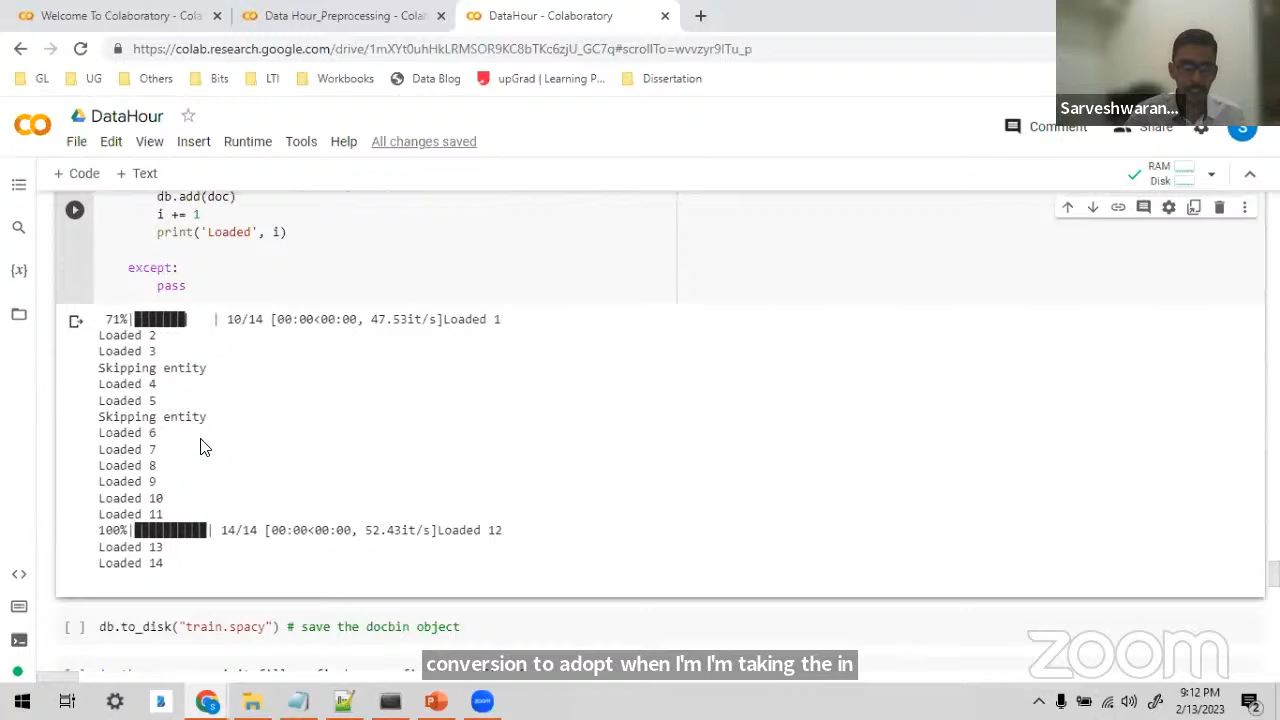 Welcome To Colaboratory
Data Hour_Preprocessing - Colab
DataHour - Colaboratory
https://colab.research.google.com/drive/1mXYt0uhHkLRMSOR9KC8bTKc6zjU_GC7q#scrollTo=wvvzyr9ITu_p
GL UG Others Bits LTI Workbooks Data Blog upGrad | Learning P... Dissertation
Sarveshwaran...
DataHour
File Edit View Insert Runtime Tools Help All changes saved
Comment Share S
+ Code + Text
RAM
Disk
db.add(doc)
i += 1
print('Loaded', i)
except:
pass
71%| | 10/14 [00:00<00:00, 47.53it/s]Loaded 1
Loaded 2
Loaded 3
Skipping entity
Loaded 4
Loaded 5
Skipping entity
Loaded 6
Loaded 7
Loaded 8
Loaded 9
Loaded 10
Loaded 11
100%| | 14/14 [00:00<00:00, 52.43it/s]Loaded 12
Loaded 13
Loaded 14
[ ] db.to_disk("train.spacy") # save the docbin object
conversion to adopt when I'm I'm taking the in
zoom
zoom
9:12 PM
2/13/2023
2